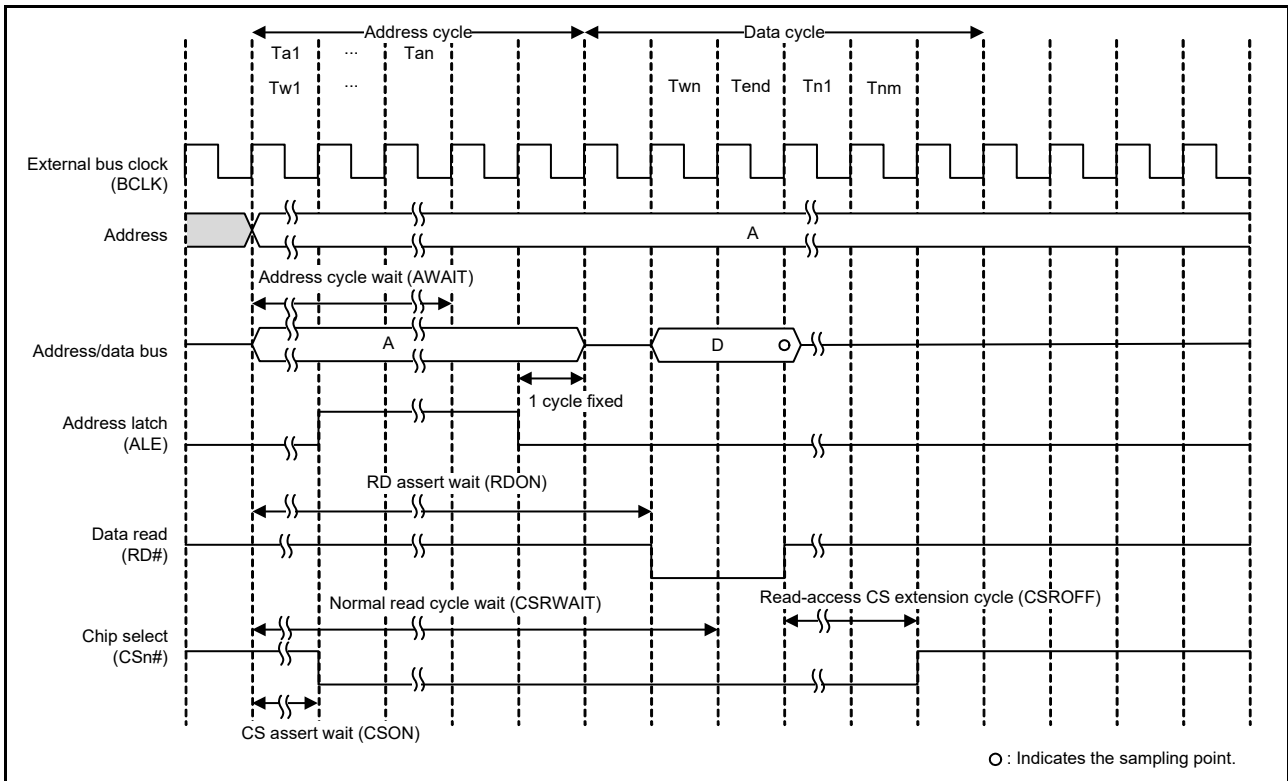 Address cycle Data cycle
Ta1 ... Tan
Tw1 ... Twn Tend Tn1 Tnm
External bus clock
(BCLK)
Address
A
Address cycle wait (AWAIT)
Address/data bus
A
D
1 cycle fixed
Address latch
(ALE)
RD assert wait (RDON)
Data read
(RD#)
Normal read cycle wait (CSRWAIT)
Read-access CS extension cycle (CSROFF)
Chip select
(CSn#)
CS assert wait (CSON)
: Indicates the sampling point.